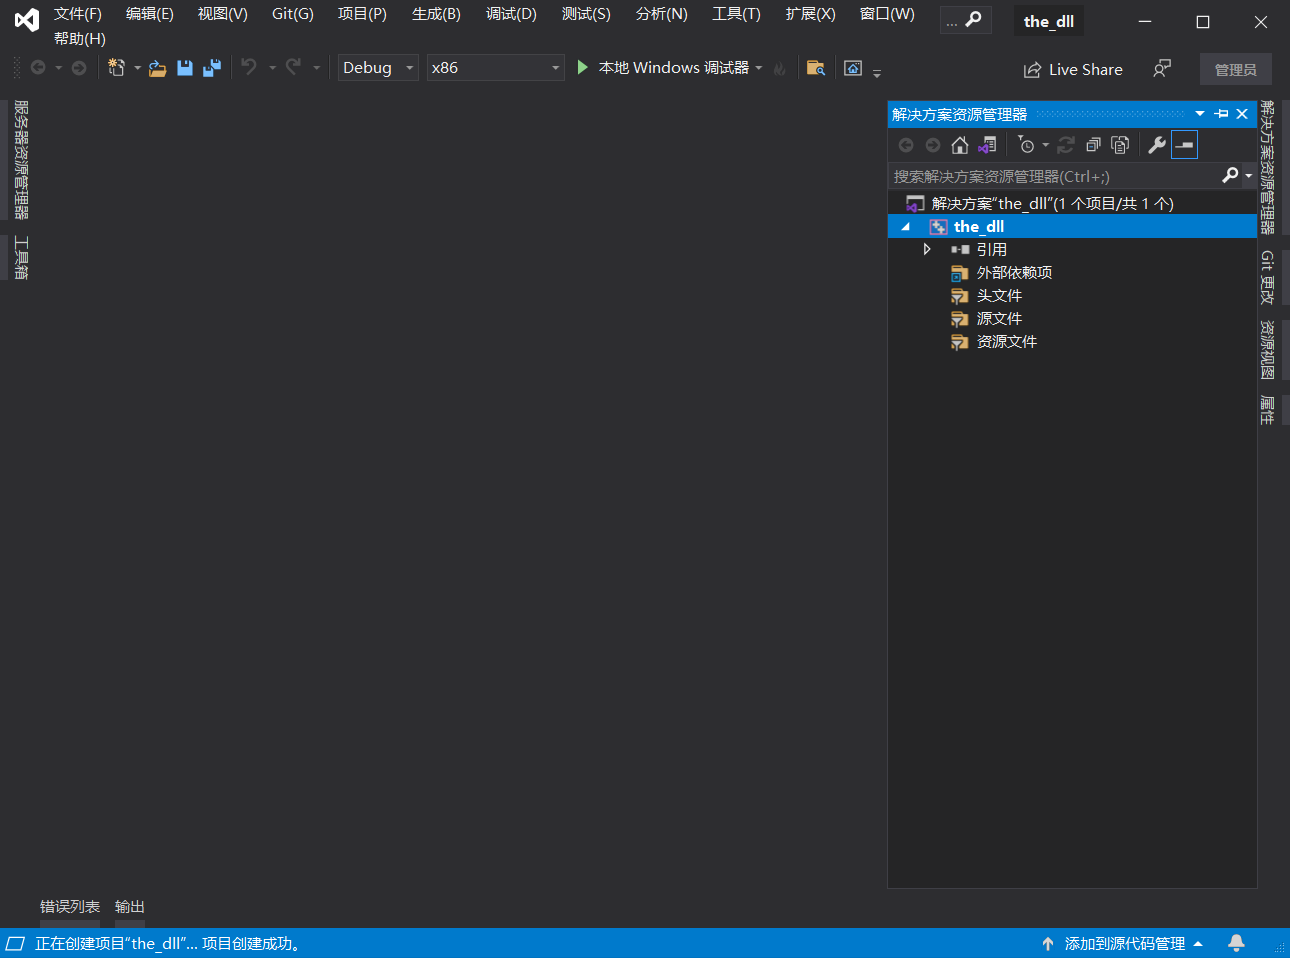 文件(F) 编辑(E) 视图(V) Git(G) 项目(P) 生成(B) 调试(D) 测试(S) 分析(N) 工具(T) 扩展(X) 窗口(W) ... the_dll
帮助(H)
Debug x86 本地 Windows 调试器 Live Share 管理员
服务器资源管理器
工具箱
解决方案资源管理器
搜索解决方案资源管理器(Ctrl+;)
解决方案“the_dll”(1 个项目/共 1 个)
the_dll
引用
外部依赖项
头文件
源文件
资源文件
解决方案资源管理器
Git 更改
资源视图
属性
错误列表 输出
正在创建项目“the_dll”... 项目创建成功。 添加到源代码管理